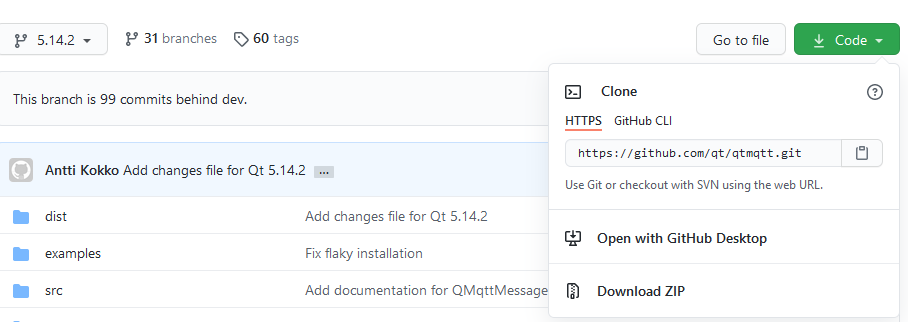 5.14.2 31 branches 60 tags Go to file Code
Clone
This branch is 99 commits behind dev.
HTTPS GitHub CLI
https://github.com/qt/qtmqtt.git
Antti Kokko Add changes file for Qt 5.14.2 ...
Use Git or checkout with SVN using the web URL.
dist Add changes file for Qt 5.14.2
Open with GitHub Desktop
examples Fix flaky installation
src Add documentation for QMqttMessage
Download ZIP